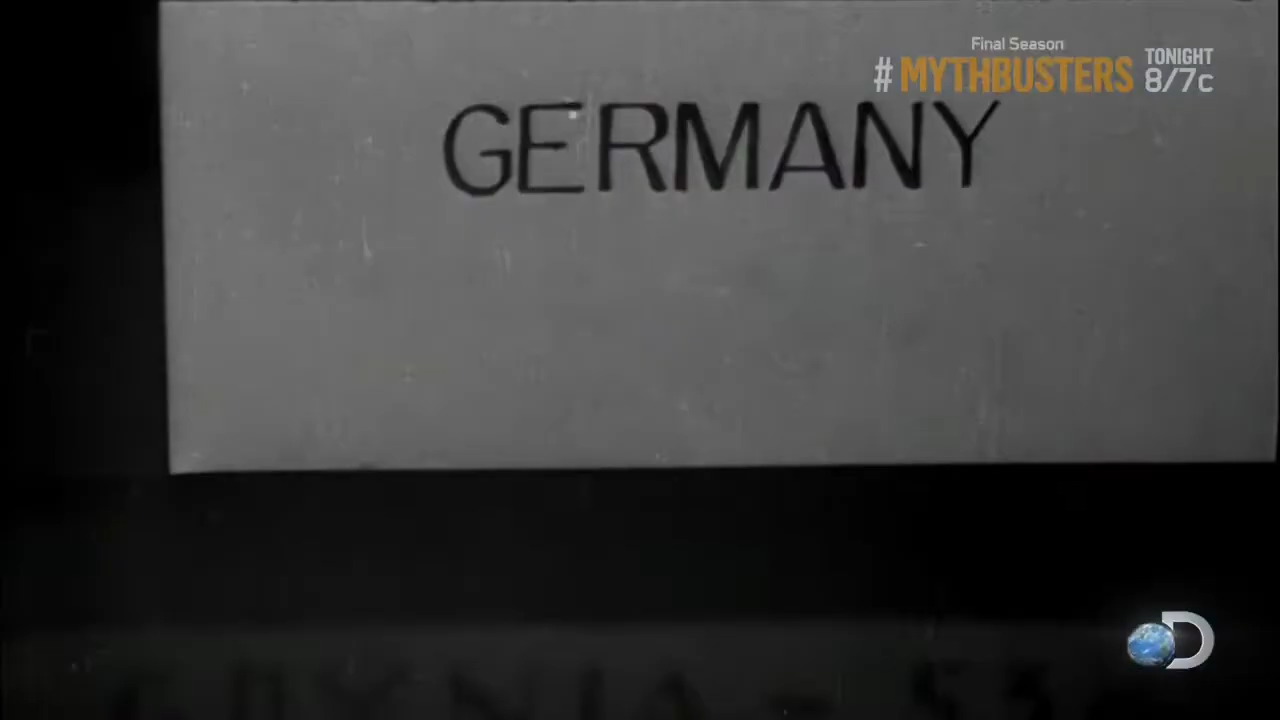 Final Season
#MYTHBUSTERS
TONIGHT
8/7c
GERMANY
D